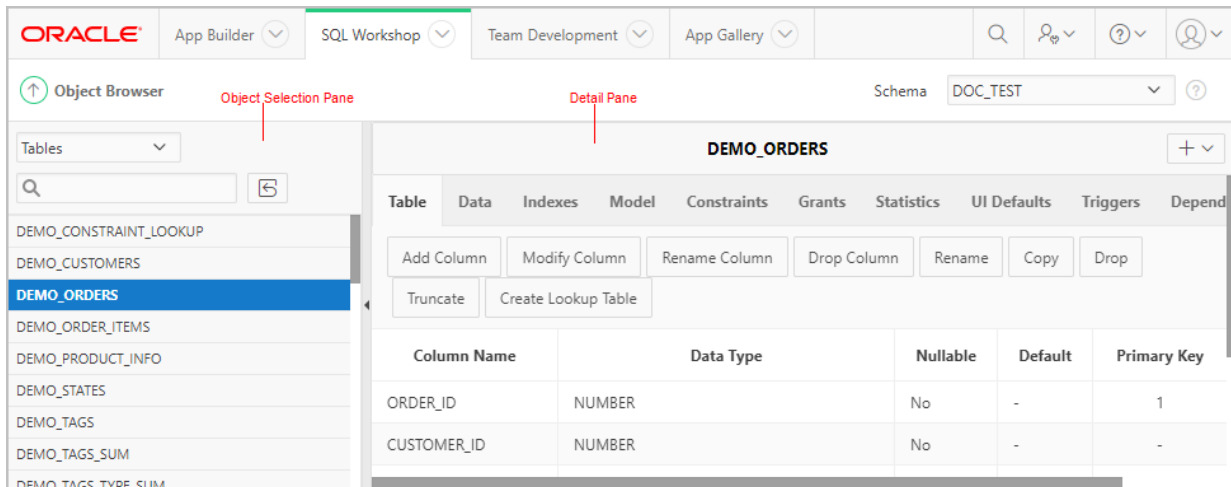 ORACLE App Builder SQL Workshop Team Development App Gallery
Object Browser Object Selection Pane Detail Pane Schema DOC_TEST
Tables
DEMO_ORDERS
Table Data Indexes Model Constraints Grants Statistics UI Defaults Triggers Depend
DEMO_CONSTRAINT_LOOKUP
DEMO_CUSTOMERS
DEMO_ORDERS
DEMO_ORDER_ITEMS
DEMO_PRODUCT_INFO
DEMO_STATES
DEMO_TAGS
DEMO_TAGS_SUM
DEMO_TAGS_TYPE_SUM
Add Column Modify Column Rename Column Drop Column Rename Copy Drop
Truncate Create Lookup Table
Column Name Data Type Nullable Default Primary Key
ORDER_ID NUMBER No - 1
CUSTOMER_ID NUMBER No - -